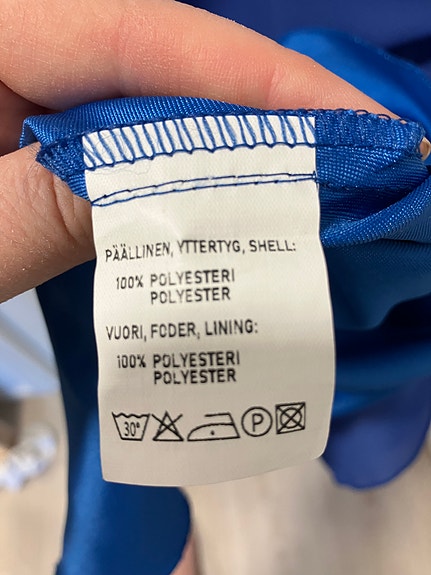 PÄÄLLINEN, YTTERTYG, SHELL:
100% POLYESTERI
POLYESTER
VUORI, FODER, LINING:
100% POLYESTERI
POLYESTER
30° P